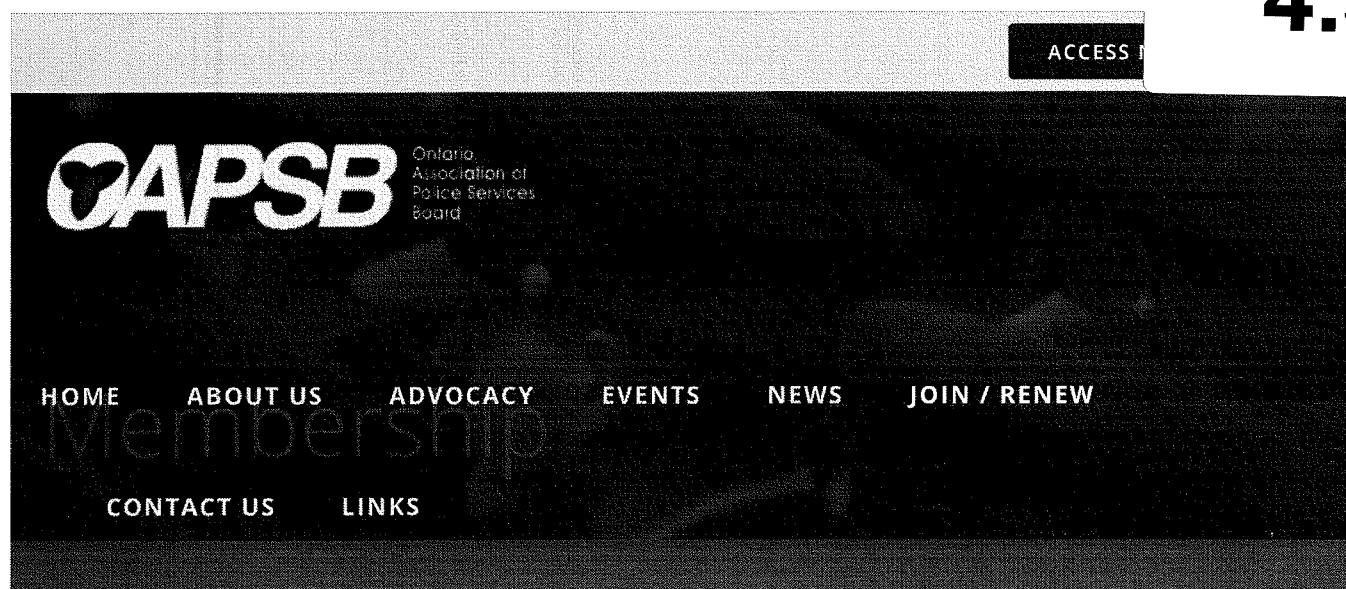 4.
ACCESS
OAPSB
Ontario
Association of
Police Services
Board
HOME ABOUT US ADVOCACY EVENTS NEWS JOIN / RENEW
Membership
CONTACT US LINKS